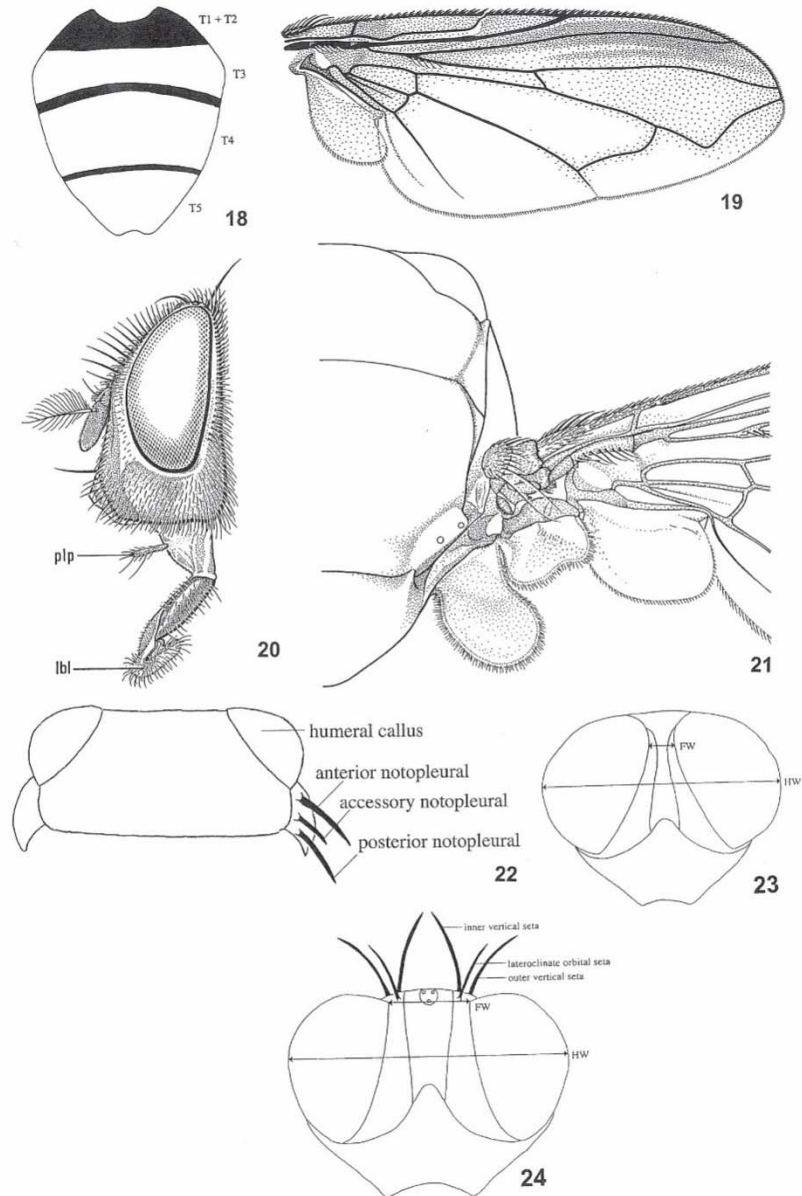 T1 + T2
T3
T4
T5
18
19
plp
lbl
20
21
humeral callus
anterior notopleural
accessory notopleural
posterior notopleural
22
FW
HW
23
inner vertical seta
lateroclinate orbital seta
outer vertical seta
FW
HW
24